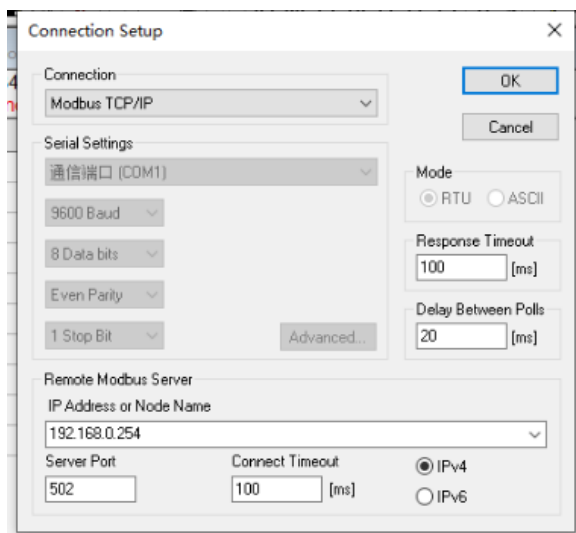 Connection Setup
Connection
Modbus TCP/IP
OK
Cancel
Serial Settings
通信端口 (COM1)
Mode
RTU
ASCII
9600 Baud
8 Data bits
Response Timeout
100 [ms]
Even Parity
Delay Between Polls
1 Stop Bit
Advanced...
20 [ms]
Remote Modbus Server
IP Address or Node Name
192.168.0.254
Server Port
Connect Timeout
IPv4
502
100 [ms]
IPv6